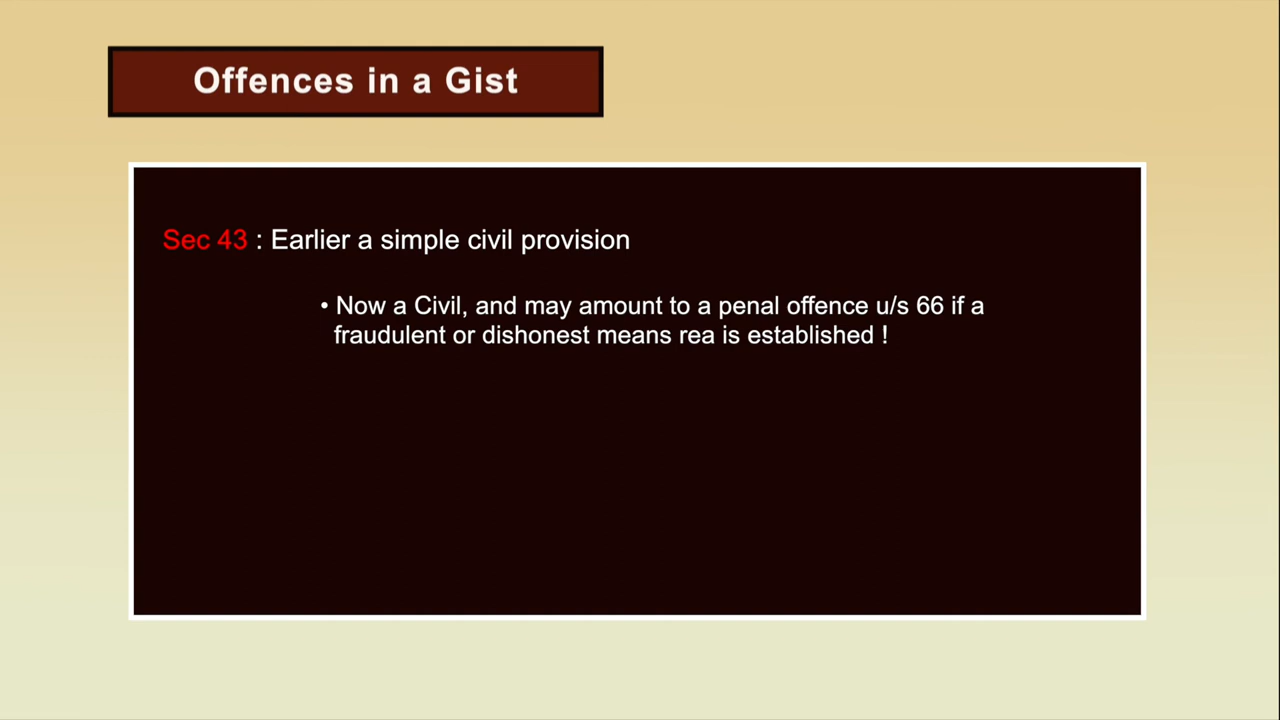 Offences in a Gist
Sec 43 : Earlier a simple civil provision
• Now a Civil, and may amount to a penal offence u/s 66 if a
fraudulent or dishonest means rea is established !